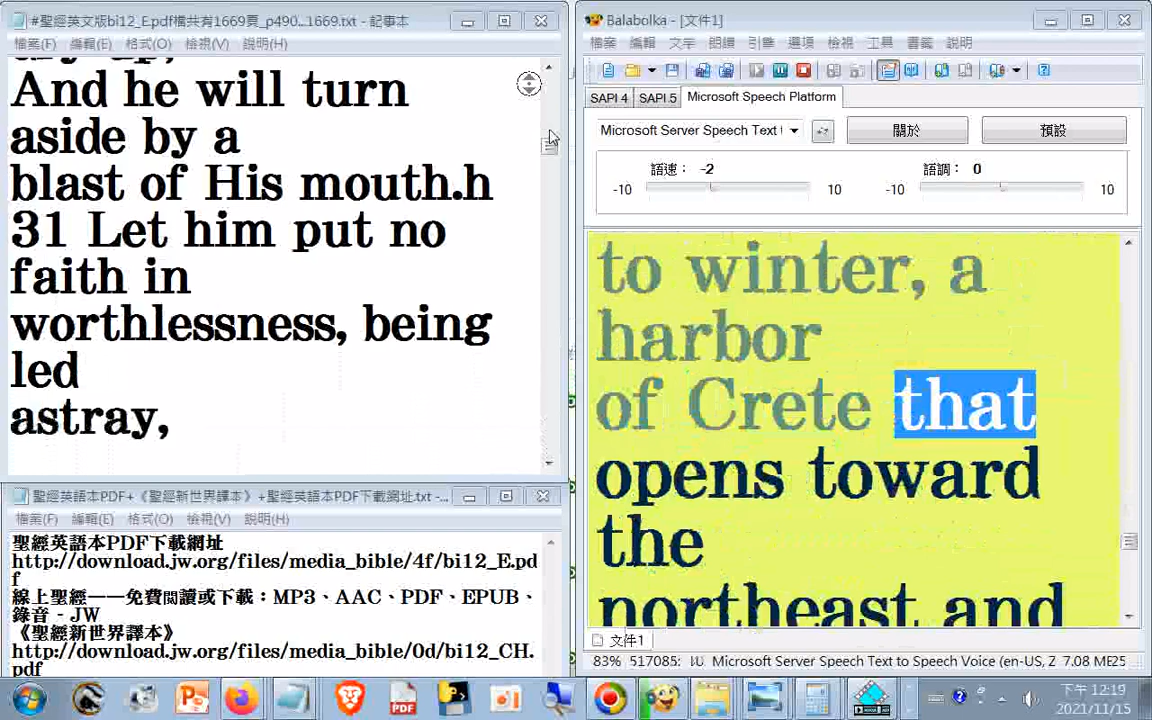 #聖經英文版bi12_E.pdf檔共有1669頁_p490...1669.txt - 記事本
檔案(F) 編輯(E) 格式(O) 檢視(V) 說明(H)
And he will turn
aside by a
blast of His mouth.h
31 Let him put no
faith in
worthlessness, being
led
astray,
聖經英語本PDF+《聖經新世界譯本》+聖經英語本PDF下載網址.txt -...
檔案(F) 編輯(E) 格式(O) 檢視(V) 說明(H)
聖經英語本PDF下載網址
http://download.jw.org/files/media_bible/4f/bi12_E.pd
f
線上聖經──免費閱讀或下載：MP3、AAC、PDF、EPUB、
錄音 - JW
《聖經新世界譯本》
http://download.jw.org/files/media_bible/0d/bi12_CH.
pdf
Balabolka - [文件1]
檔案 編輯 文字 朗讀 引擎 選項 檢視 工具 書籤 說明
SAPI 4 SAPI 5 Microsoft Speech Platform
Microsoft Server Speech Text 關於 預設
語速： -2 語調： 0
-10 10 -10 10
to winter, a
harbor
of Crete that
opens toward
the
northeast and
文件1
83% 517085: Microsoft Server Speech Text to Speech Voice (en-US, Z 7.08 ME25
PDF
下午 12:19
2021/11/15